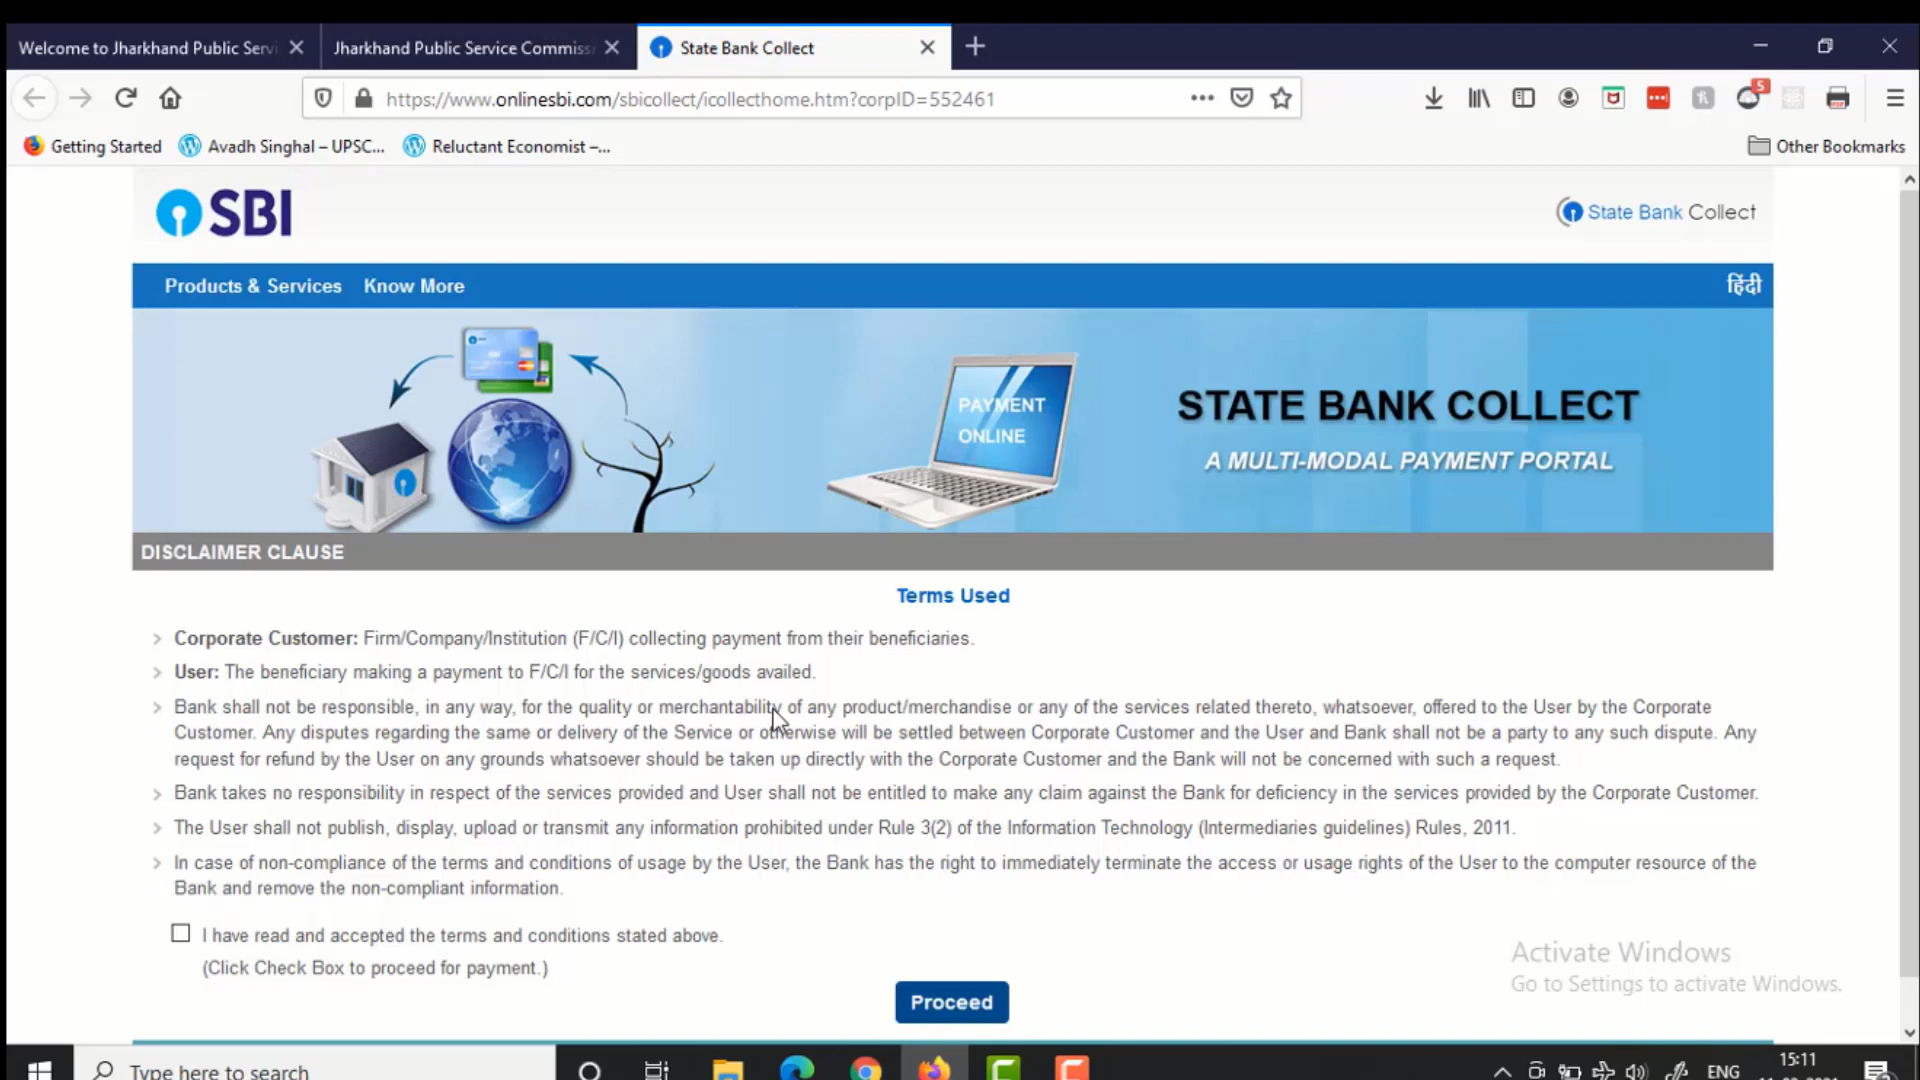 Welcome to Jharkhand Public Servi
Jharkhand Public Service Commiss
State Bank Collect
https://www.onlinesbi.com/sbicollect/icollecthome.htm?corpID=552461
5
Getting Started
Avadh Singhal – UPSC...
Reluctant Economist –...
Other Bookmarks
SBI
State Bank Collect
Products & Services
Know More
हिंदी
PAYMENT
ONLINE
STATE BANK COLLECT
A MULTI-MODAL PAYMENT PORTAL
DISCLAIMER CLAUSE
Terms Used
Corporate Customer: Firm/Company/Institution (F/C/I) collecting payment from their beneficiaries.
User: The beneficiary making a payment to F/C/I for the services/goods availed.
Bank shall not be responsible, in any way, for the quality or merchantability of any product/merchandise or any of the services related thereto, whatsoever, offered to the User by the Corporate
Customer. Any disputes regarding the same or delivery of the Service or otherwise will be settled between Corporate Customer and the User and Bank shall not be a party to any such dispute. Any
request for refund by the User on any grounds whatsoever should be taken up directly with the Corporate Customer and the Bank will not be concerned with such a request.
Bank takes no responsibility in respect of the services provided and User shall not be entitled to make any claim against the Bank for deficiency in the services provided by the Corporate Customer.
The User shall not publish, display, upload or transmit any information prohibited under Rule 3(2) of the Information Technology (Intermediaries guidelines) Rules, 2011.
In case of non-compliance of the terms and conditions of usage by the User, the Bank has the right to immediately terminate the access or usage rights of the User to the computer resource of the
Bank and remove the non-compliant information.
I have read and accepted the terms and conditions stated above.
(Click Check Box to proceed for payment.)
Proceed
Activate Windows
Go to Settings to activate Windows.
Type here to search
ENG
15:11